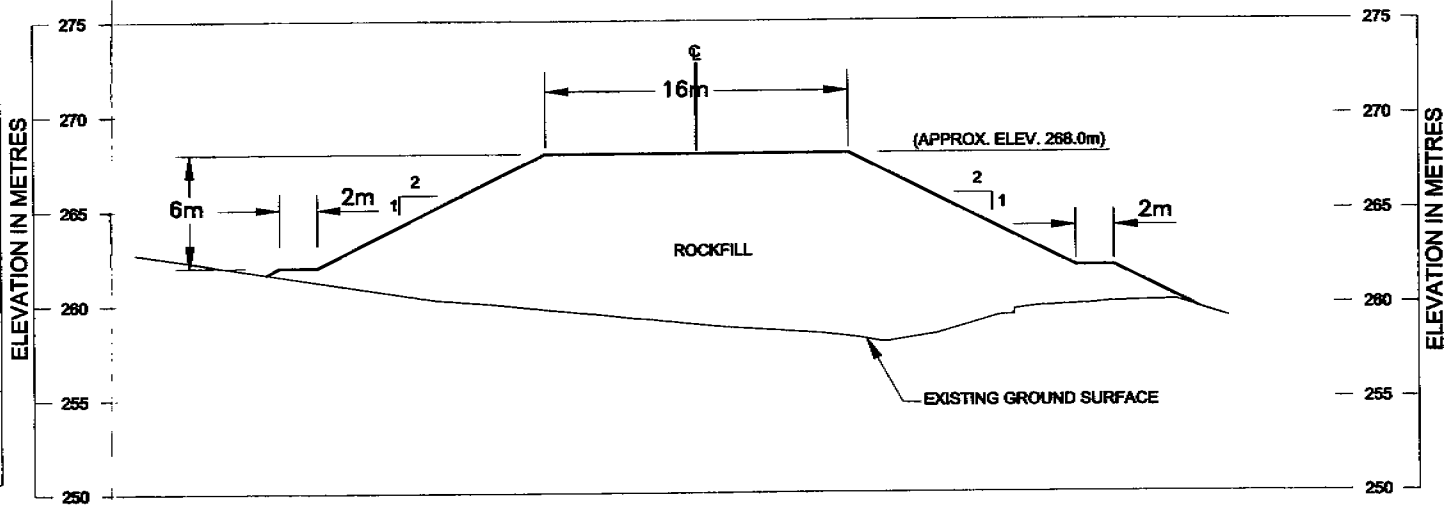 275
275
℄
16m
270
270
(APPROX. ELEV. 268.0m)
2
2
6m
2m
1
1
2m
265
265
ROCKFILL
260
260
EXISTING GROUND SURFACE
255
255
250
250
ELEVATION IN METRES
ELEVATION IN METRES